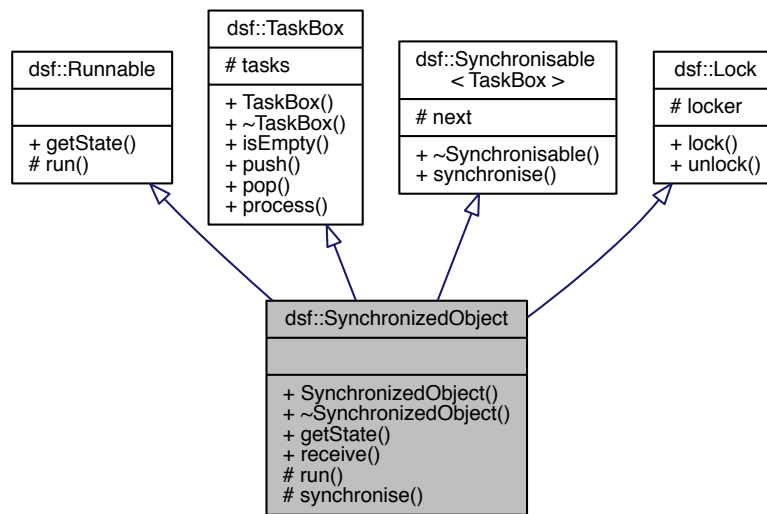 dsf::Runnable
+ getState()
# run()
dsf::TaskBox
# tasks
+ TaskBox()
+ ~TaskBox()
+ isEmpty()
+ push()
+ pop()
+ process()
dsf::Synchronisable
< TaskBox >
# next
+ ~Synchronisable()
+ synchronise()
dsf::Lock
# locker
+ lock()
+ unlock()
dsf::SynchronizedObject
+ SynchronizedObject()
+ ~SynchronizedObject()
+ getState()
+ receive()
# run()
# synchronise()